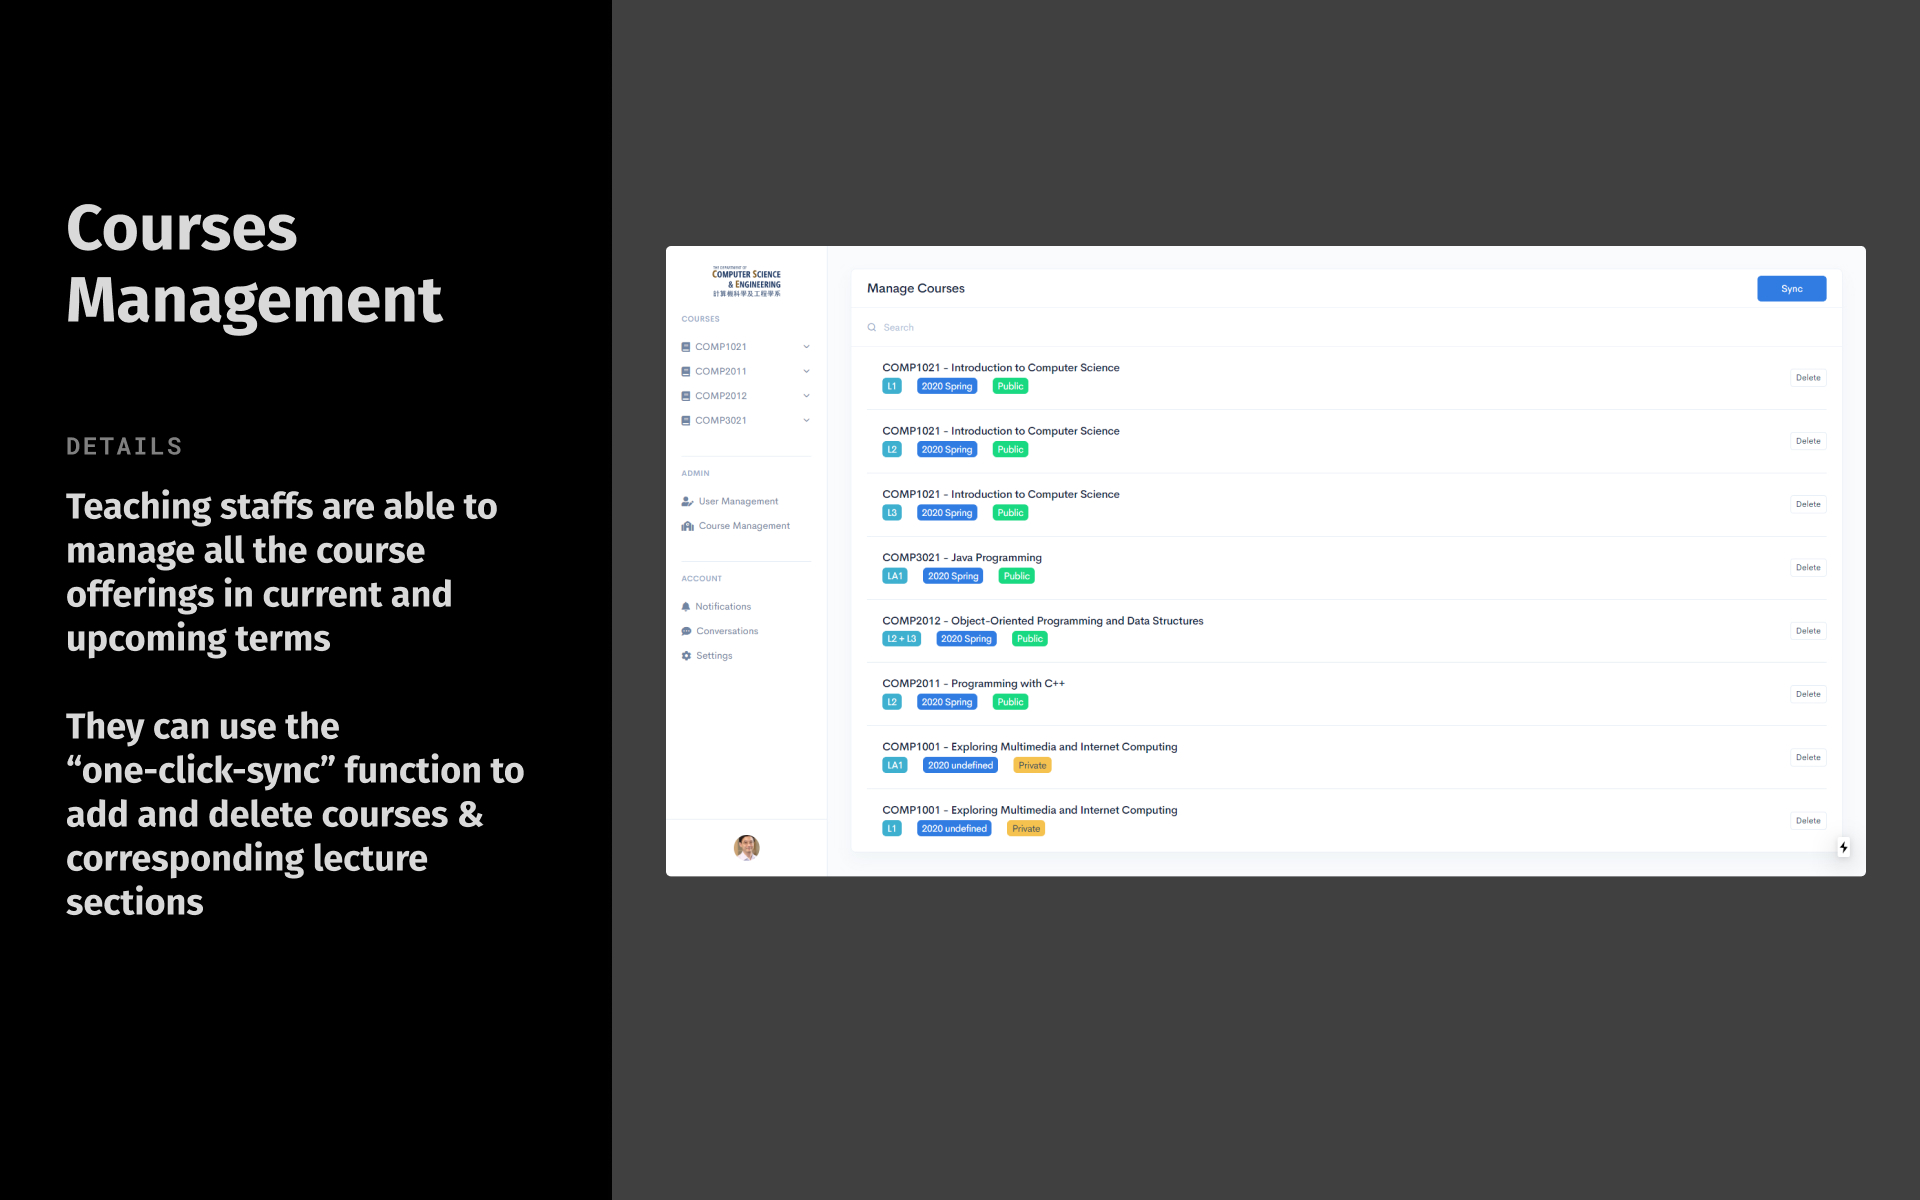 Courses
Management
DETAILS
Teaching staffs are able to
manage all the course
offerings in current and
upcoming terms
They can use the
“one-click-sync” function to
add and delete courses &
corresponding lecture
sections
THE DEPARTMENT OF
COMPUTER SCIENCE
& ENGINEERING
計算機科學及工程學系
COURSES
COMP1021
COMP2011
COMP2012
COMP3021
ADMIN
User Management
Course Management
ACCOUNT
Notifications
Conversations
Settings
Manage Courses
Sync
Search
COMP1021 - Introduction to Computer Science
L1 2020 Spring Public
Delete
COMP1021 - Introduction to Computer Science
L2 2020 Spring Public
Delete
COMP1021 - Introduction to Computer Science
L3 2020 Spring Public
Delete
COMP3021 - Java Programming
LA1 2020 Spring Public
Delete
COMP2012 - Object-Oriented Programming and Data Structures
L2 + L3 2020 Spring Public
Delete
COMP2011 - Programming with C++
L2 2020 Spring Public
Delete
COMP1001 - Exploring Multimedia and Internet Computing
LA1 2020 undefined Private
Delete
COMP1001 - Exploring Multimedia and Internet Computing
L1 2020 undefined Private
Delete